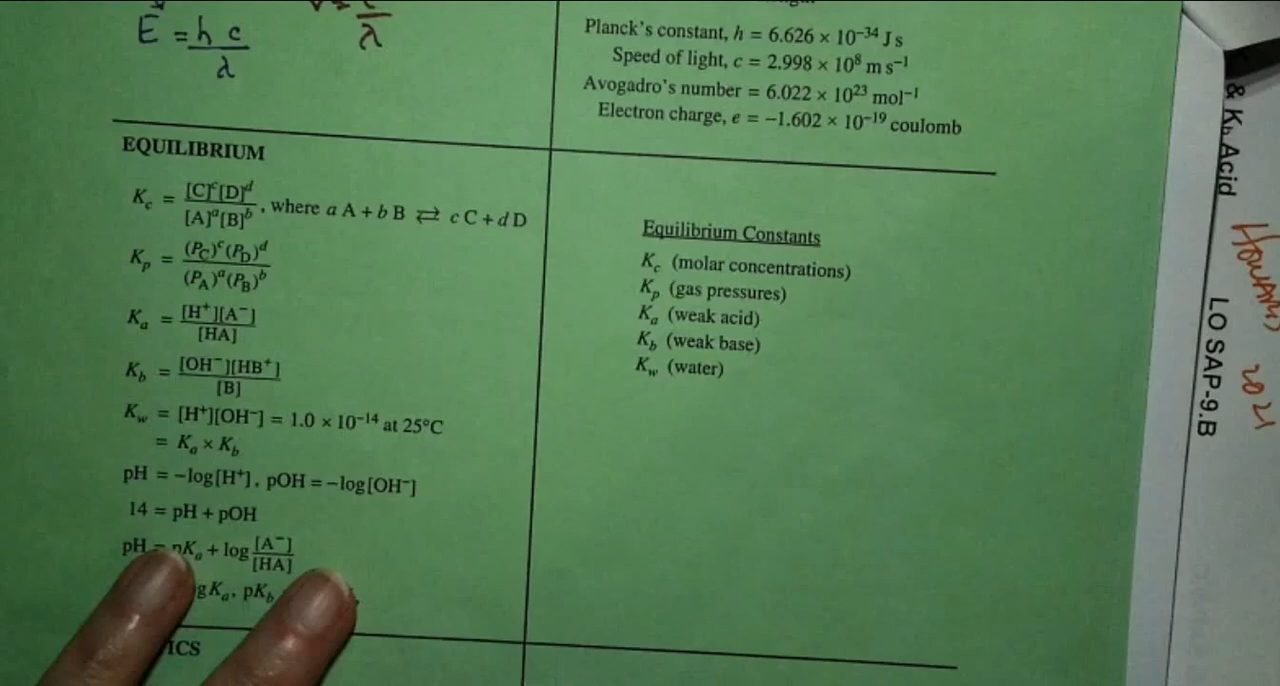 E = h c / λ
c / λ
Planck's constant, h = 6.626 × 10⁻³⁴ J s
Speed of light, c = 2.998 × 10⁸ m s⁻¹
Avogadro's number = 6.022 × 10²³ mol⁻¹
Electron charge, e = −1.602 × 10⁻¹⁹ coulomb
EQUILIBRIUM
K_c = [C]^c[D]^d / [A]^a[B]^b, where a A + b B ⇄ c C + d D
K_p = (P_C)^c(P_D)^d / (P_A)^a(P_B)^b
K_a = [H⁺][A⁻] / [HA]
K_b = [OH⁻][HB⁺] / [B]
K_w = [H⁺][OH⁻] = 1.0 × 10⁻¹⁴ at 25°C
= K_a × K_b
pH = −log[H⁺], pOH = −log[OH⁻]
14 = pH + pOH
pH = pK_a + log [A⁻] / [HA]
gK_a, pK_b
Equilibrium Constants
K_c (molar concentrations)
K_p (gas pressures)
K_a (weak acid)
K_b (weak base)
K_w (water)
ICS
& K_b Acid
LO SAP-9.B
2021